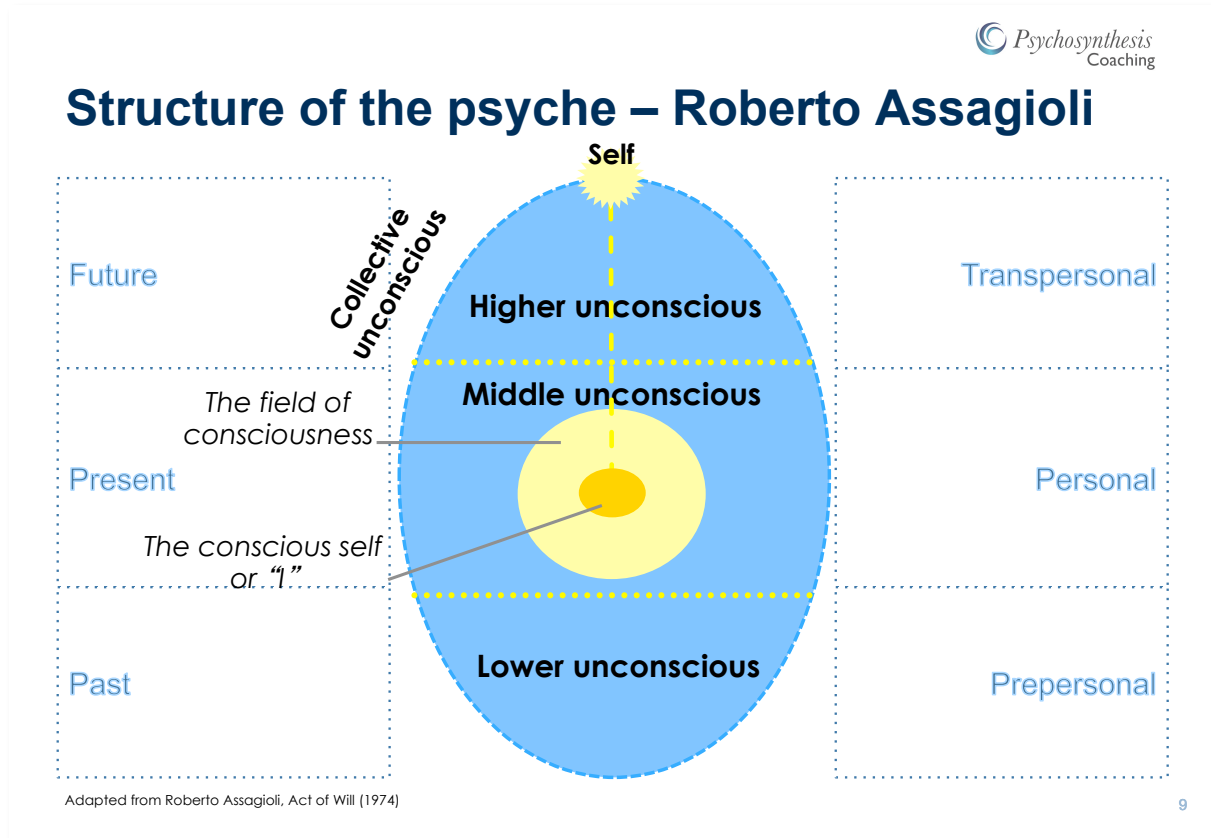 Psychosynthesis
Coaching
Structure of the psyche – Roberto Assagioli
Self
Collective
unconscious
Future
Transpersonal
Higher unconscious
Middle unconscious
The field of
consciousness
Present
Personal
The conscious self
or “I”
Lower unconscious
Past
Prepersonal
Adapted from Roberto Assagioli, Act of Will (1974)
9